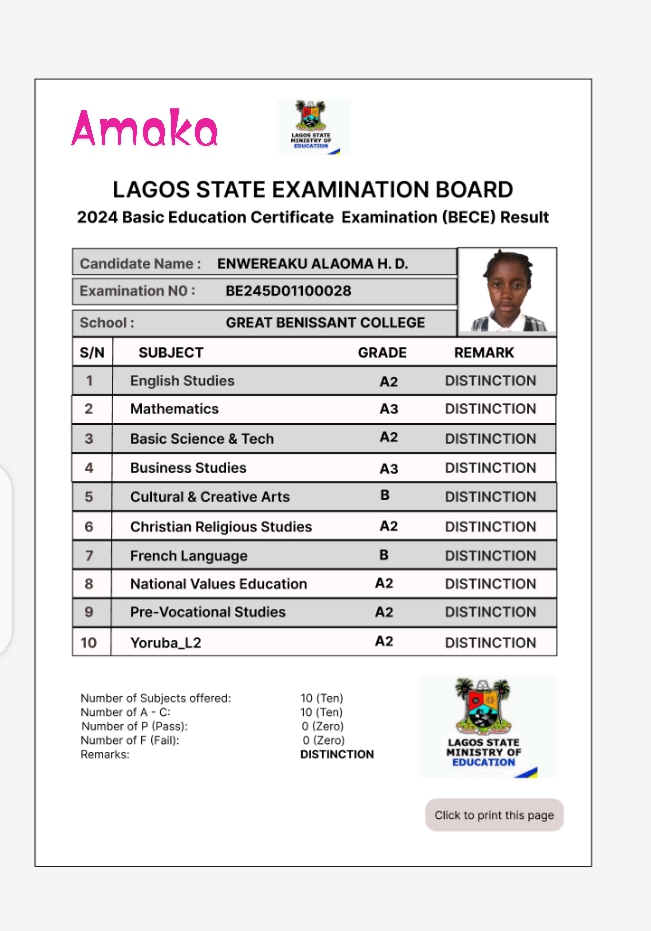 Amaka
LAGOS STATE
MINISTRY OF
EDUCATION
LAGOS STATE EXAMINATION BOARD
2024 Basic Education Certificate Examination (BECE) Result
Candidate Name : ENWEREAKU ALAOMA H. D.
Examination N0 : BE245D01100028
School : GREAT BENISSANT COLLEGE
S/N SUBJECT GRADE REMARK
1 English Studies A2 DISTINCTION
2 Mathematics A3 DISTINCTION
3 Basic Science & Tech A2 DISTINCTION
4 Business Studies A3 DISTINCTION
5 Cultural & Creative Arts B DISTINCTION
6 Christian Religious Studies A2 DISTINCTION
7 French Language B DISTINCTION
8 National Values Education A2 DISTINCTION
9 Pre-Vocational Studies A2 DISTINCTION
10 Yoruba_L2 A2 DISTINCTION
Number of Subjects offered: 10 (Ten)
Number of A - C: 10 (Ten)
Number of P (Pass): 0 (Zero)
Number of F (Fail): 0 (Zero)
Remarks: DISTINCTION
LAGOS STATE
MINISTRY OF
EDUCATION
Click to print this page